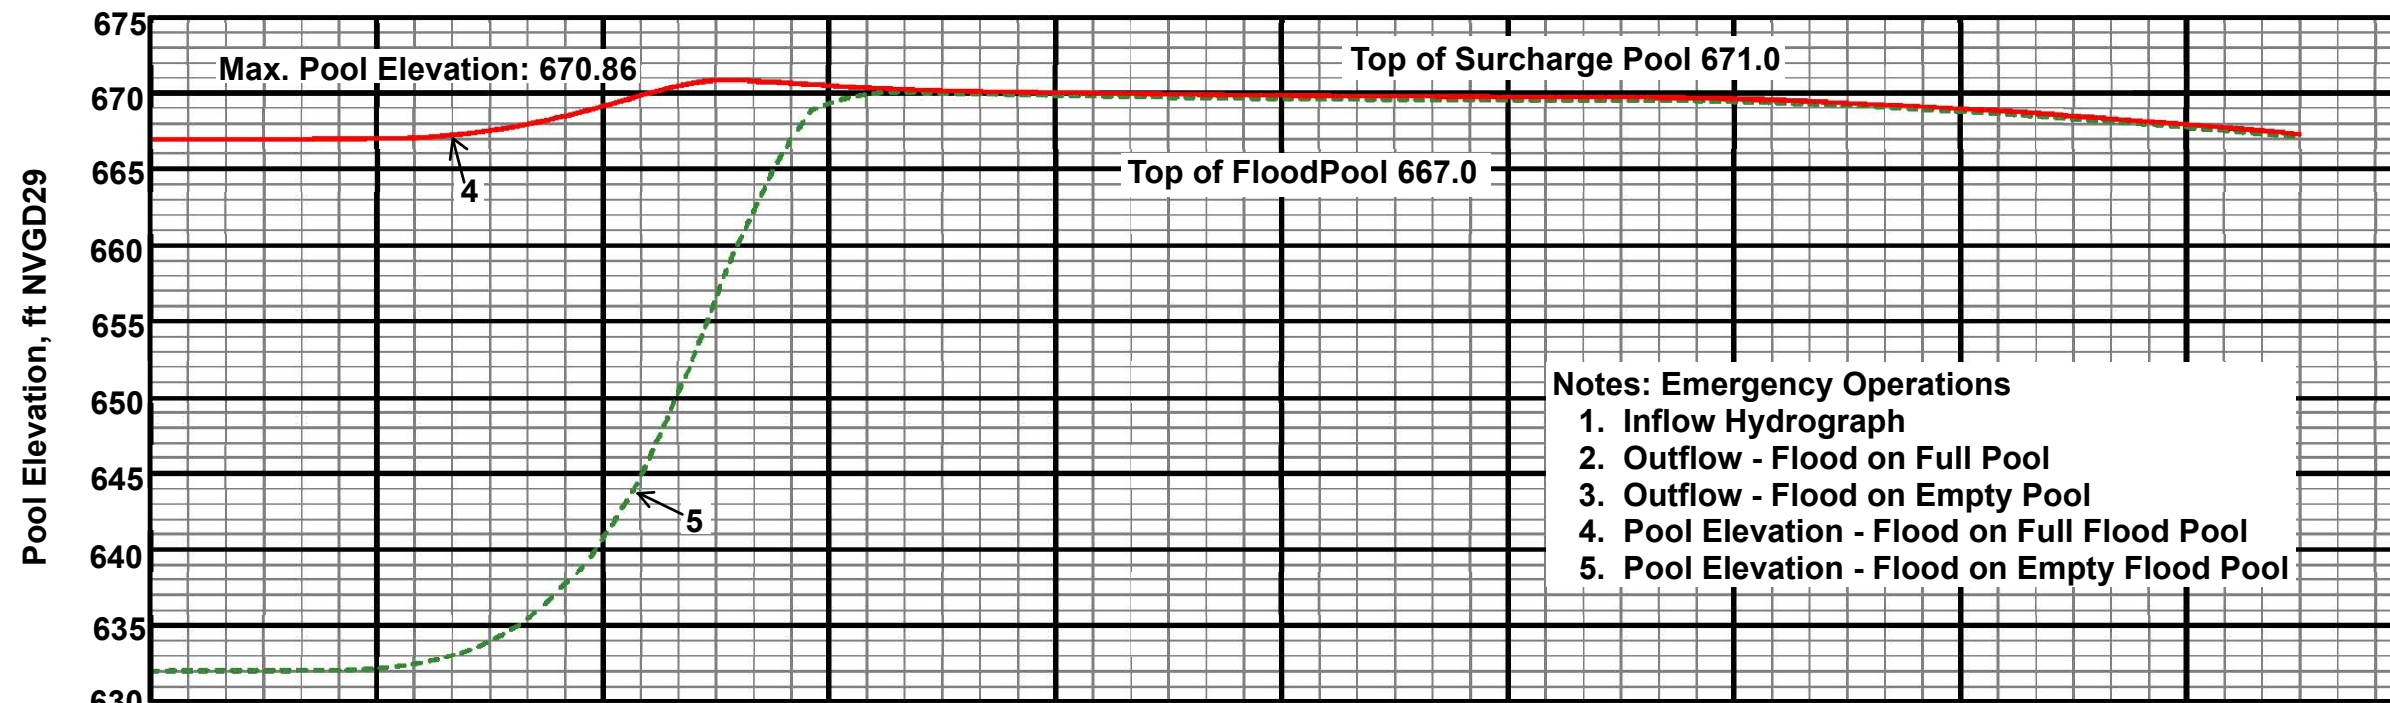 675
Max. Pool Elevation: 670.86
Top of Surcharge Pool 671.0
670
665
Top of FloodPool 667.0
4
660
655
650
645
640
635
630
Pool Elevation, ft NVGD29
5
Notes: Emergency Operations
1. Inflow Hydrograph
2. Outflow - Flood on Full Pool
3. Outflow - Flood on Empty Pool
4. Pool Elevation - Flood on Full Flood Pool
5. Pool Elevation - Flood on Empty Flood Pool